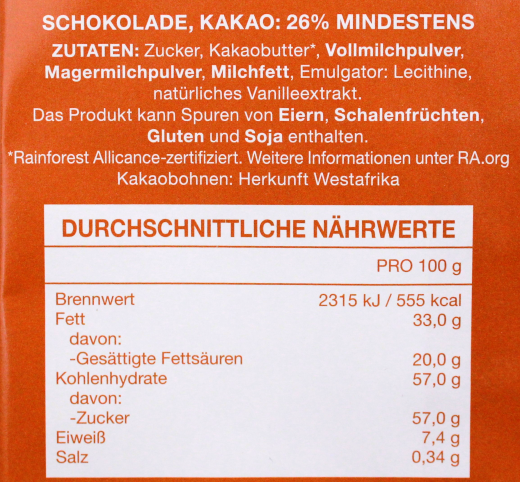 SCHOKOLADE, KAKAO: 26% MINDESTENS
ZUTATEN: Zucker, Kakaobutter*, Vollmilchpulver,
Magermilchpulver, Milchfett, Emulgator: Lecithine,
natürliches Vanilleextrakt.
Das Produkt kann Spuren von Eiern, Schalenfrüchten,
Gluten und Soja enthalten.
*Rainforest Allicance-zertifiziert. Weitere Informationen unter RA.org
Kakaobohnen: Herkunft Westafrika
DURCHSCHNITTLICHE NÄHRWERTE
PRO 100 g
Brennwert 2315 kJ / 555 kcal
Fett 33,0 g
davon:
-Gesättigte Fettsäuren 20,0 g
Kohlenhydrate 57,0 g
davon:
-Zucker 57,0 g
Eiweiß 7,4 g
Salz 0,34 g